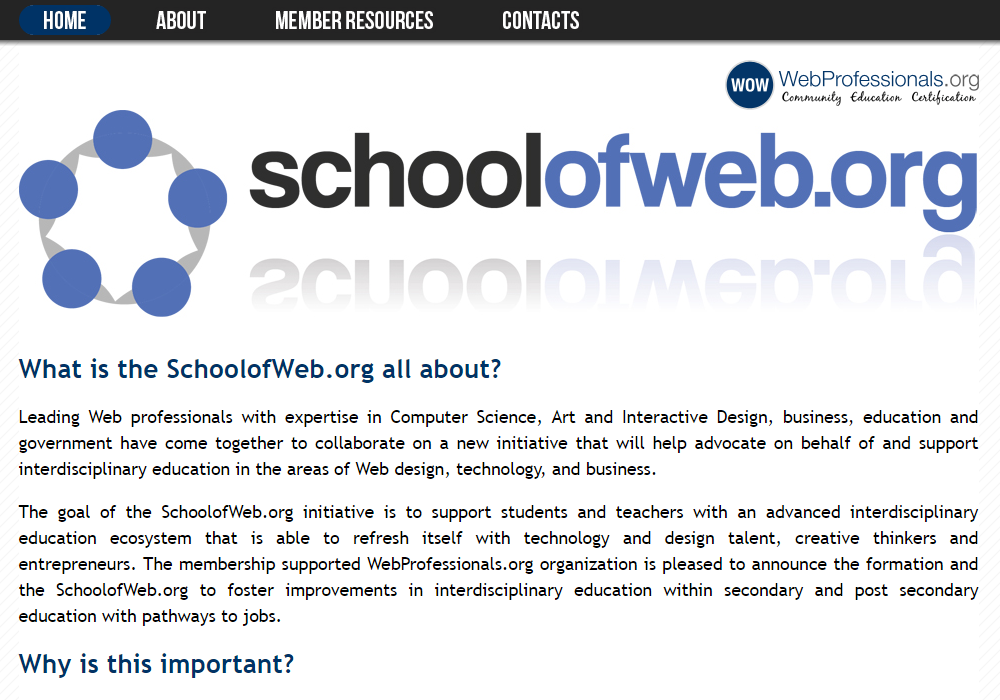 HOME ABOUT MEMBER RESOURCES CONTACTS
WOW WebProfessionals.org
Community Education Certification
schoolofweb.org
What is the SchoolofWeb.org all about?
Leading Web professionals with expertise in Computer Science, Art and Interactive Design, business, education and
government have come together to collaborate on a new initiative that will help advocate on behalf of and support
interdisciplinary education in the areas of Web design, technology, and business.
The goal of the SchoolofWeb.org initiative is to support students and teachers with an advanced interdisciplinary
education ecosystem that is able to refresh itself with technology and design talent, creative thinkers and
entrepreneurs. The membership supported WebProfessionals.org organization is pleased to announce the formation and
the SchoolofWeb.org to foster improvements in interdisciplinary education within secondary and post secondary
education with pathways to jobs.
Why is this important?